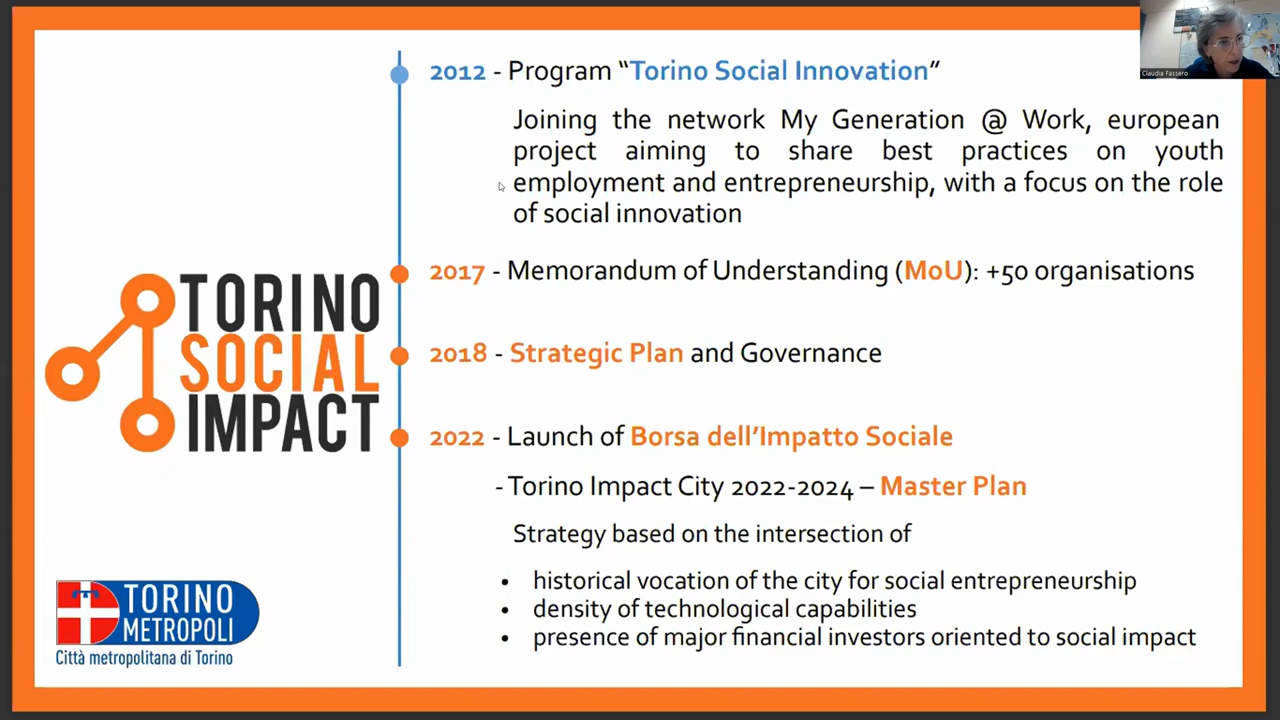 Claudia Fassero
2012 - Program “Torino Social Innovation”
Joining the network My Generation @ Work, european
project aiming to share best practices on youth
employment and entrepreneurship, with a focus on the role
of social innovation
2017 - Memorandum of Understanding (MoU): +50 organisations
2018 - Strategic Plan and Governance
2022 - Launch of Borsa dell’Impatto Sociale
- Torino Impact City 2022-2024 – Master Plan
Strategy based on the intersection of
• historical vocation of the city for social entrepreneurship
• density of technological capabilities
• presence of major financial investors oriented to social impact
TORINO
SOCIAL
IMPACT
TORINO
METROPOLI
Città metropolitana di Torino